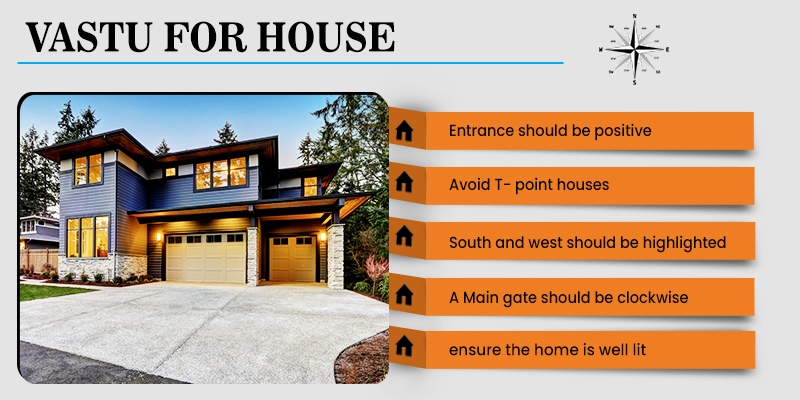 VASTU FOR HOUSE
N
W E
S
Entrance should be positive
Avoid T- point houses
South and west should be highlighted
A Main gate should be clockwise
ensure the home is well lit